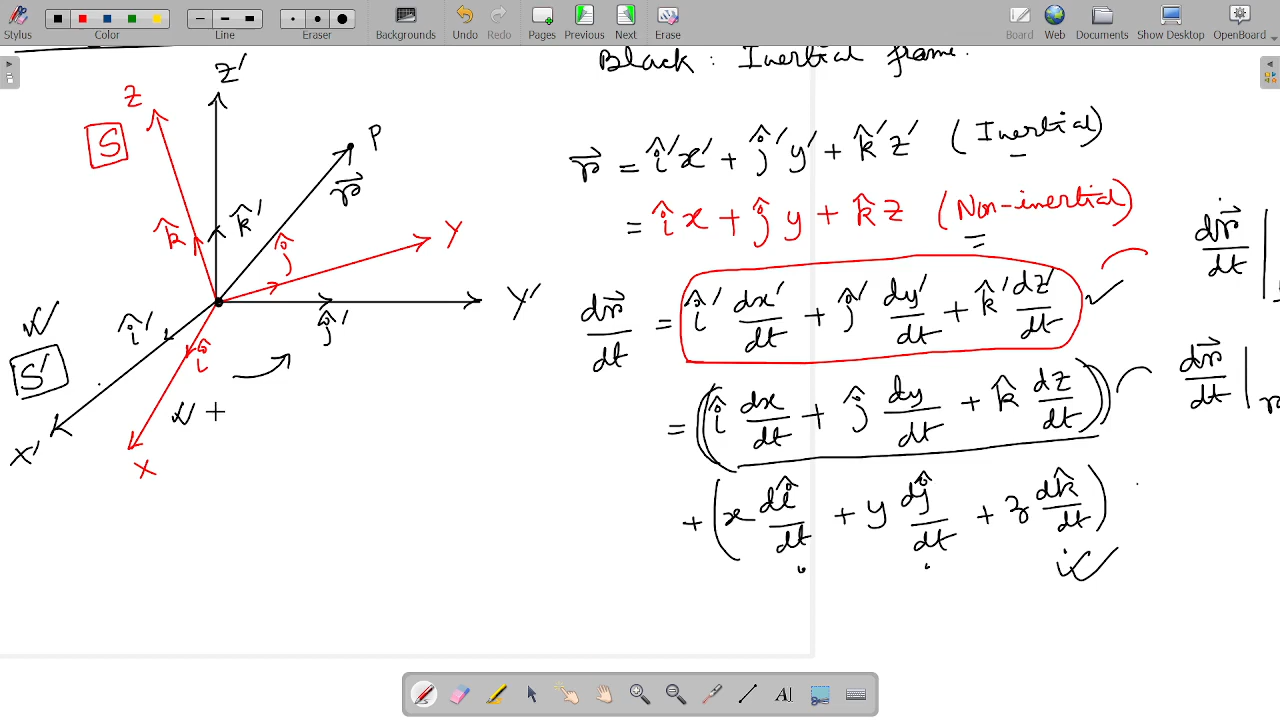 Stylus Color Line Eraser Backgrounds Undo Redo Pages Previous Next Erase Board Web Documents Show Desktop OpenBoard
Black : Inertial frame.
Z'
Z
S
P
r⃗
k̂ k̂'
ĵ
Y
Y'
ĵ'
î'
î
S'
X'
X
r⃗ = î'x' + ĵ'y' + k̂'z' (Inertial)
= îx + ĵy + k̂z (Non-inertial)
dr⃗/dt = î' dx'/dt + ĵ' dy'/dt + k̂' dz'/dt
dr⃗/dt |
= (î dx/dt + ĵ dy/dt + k̂ dz/dt)
dr⃗/dt |
+ (x dî/dt + y dĵ/dt + z dk̂/dt)